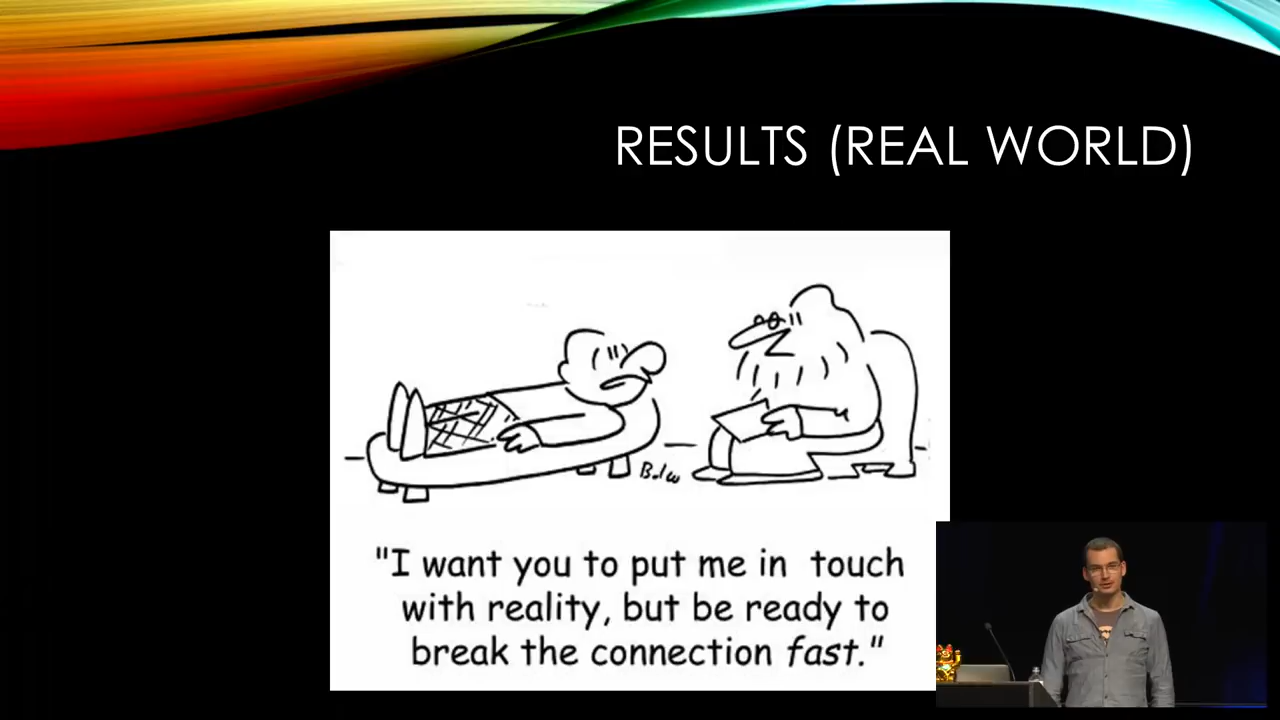 RESULTS (REAL WORLD)
"I want you to put me in touch
with reality, but be ready to
break the connection fast."